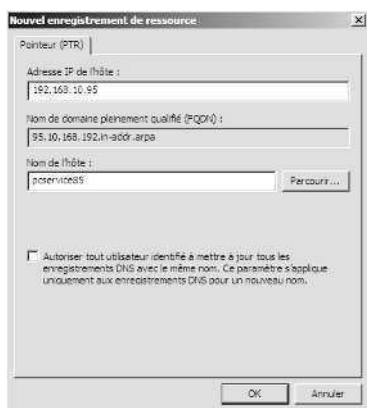 Nouvel enregistrement de ressource
Pointeur (PTR)
Adresse IP de l'hôte :
192.168.10.95
Nom de domaine pleinement qualifié (FQDN) :
95.10.168.192.in-addr.arpa
Nom de l'hôte :
pcservice85
Parcourir...
Autoriser tout utilisateur identifié à mettre à jour tous les
enregistrements DNS avec le même nom. Ce paramètre s'applique
uniquement aux enregistrements DNS pour un nouveau nom.
OK
Annuler